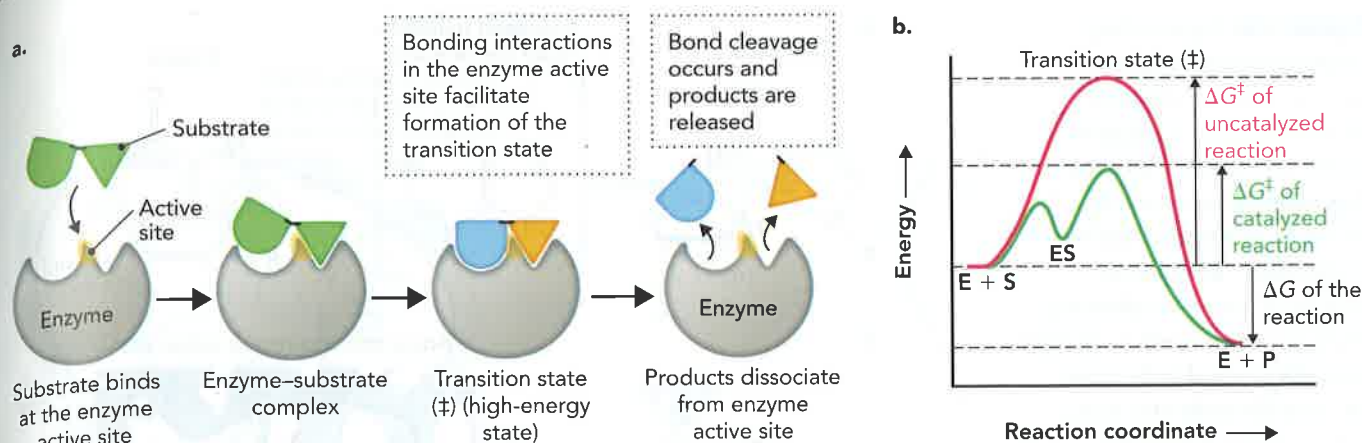 a.
Substrate
Active
site
Enzyme
Substrate binds
at the enzyme
active site
Enzyme–substrate
complex
Bonding interactions
in the enzyme active
site facilitate
formation of the
transition state
Transition state
(‡) (high-energy
state)
Bond cleavage
occurs and
products are
released
Enzyme
Products dissociate
from enzyme
active site
b.
Transition state (‡)
ΔG‡ of
uncatalyzed
reaction
ΔG‡ of
catalyzed
reaction
ES
E + S
ΔG of the
reaction
E + P
Energy
Reaction coordinate